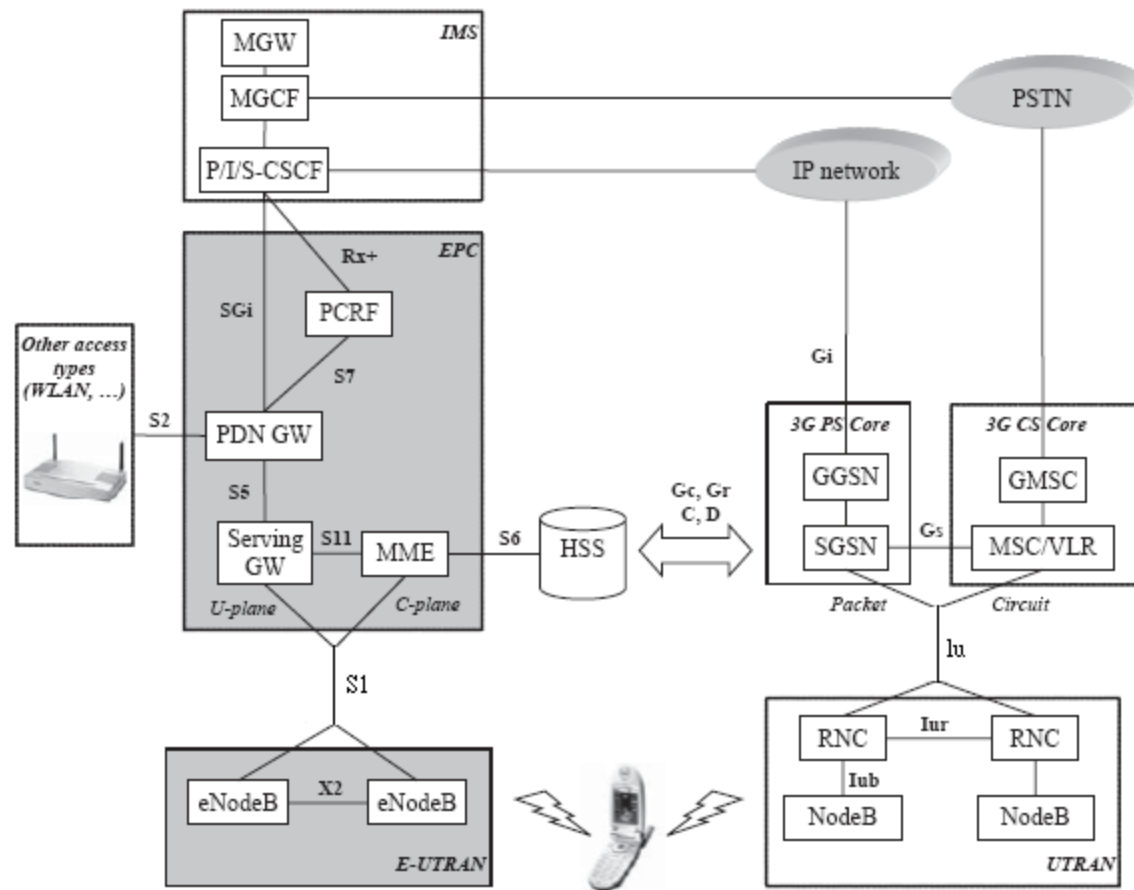 IMS
MGW
MGCF
PSTN
P/I/S-CSCF
IP network
EPC
Rx+
SGi
PCRF
Other access
types
(WLAN, ...)
S7
Gi
S2
PDN GW
3G PS Core
3G CS Core
S5
GGSN
GMSC
Gc, Gr
C, D
Serving
GW
S11
MME
S6
HSS
SGSN
Gs
MSC/VLR
U-plane
C-plane
Packet
Circuit
lu
S1
RNC
Iur
RNC
X2
eNodeB
eNodeB
Iub
NodeB
NodeB
E-UTRAN
UTRAN